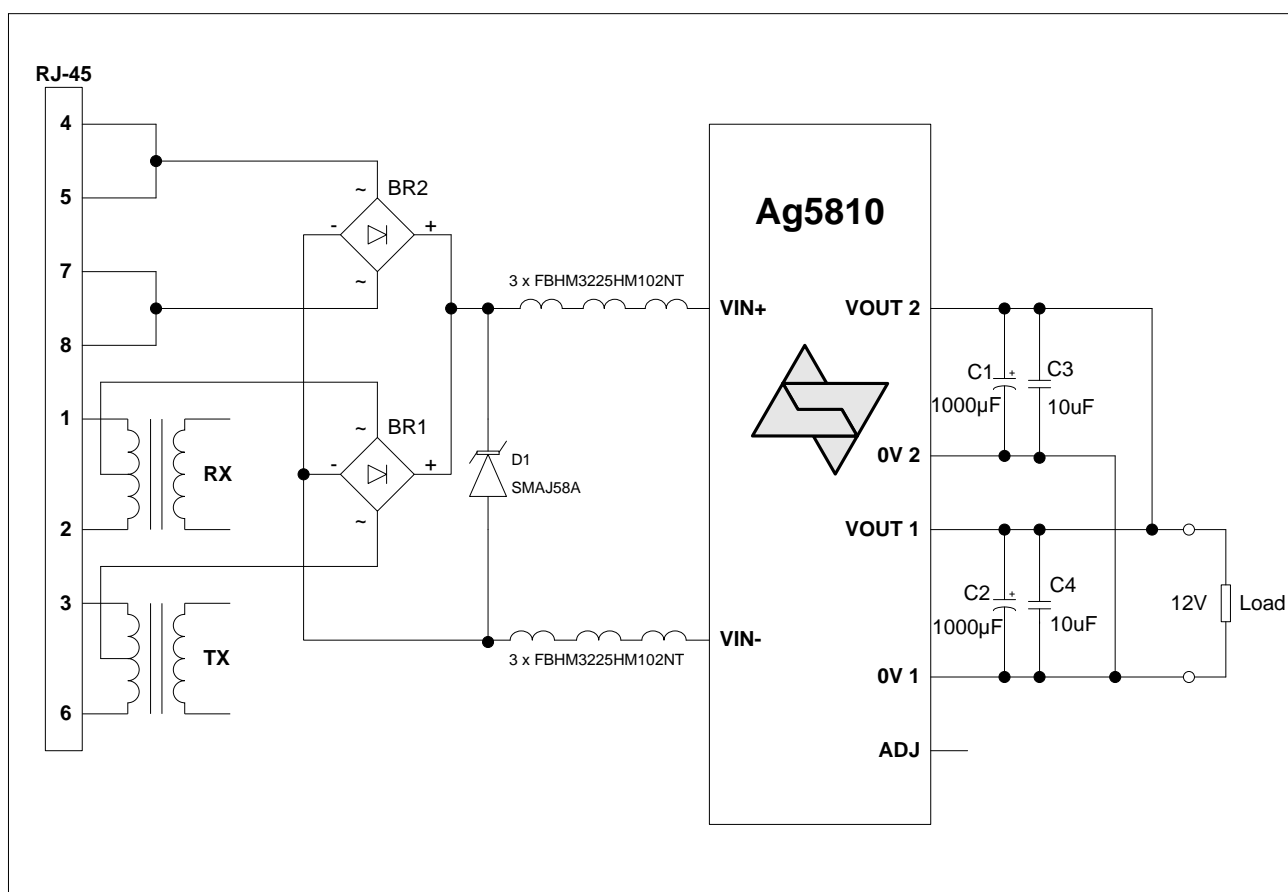 RJ-45
4
5
7
8
1
2
3
6
RX
TX
~
BR2
-
+
~
~
BR1
-
+
~
3 x FBHM3225HM102NT
D1
SMAJ58A
3 x FBHM3225HM102NT
Ag5810
VIN+
VIN-
VOUT 2
0V 2
VOUT 1
0V 1
ADJ
C1
+
1000µF
C3
10uF
C2
+
1000µF
C4
10uF
12V
Load